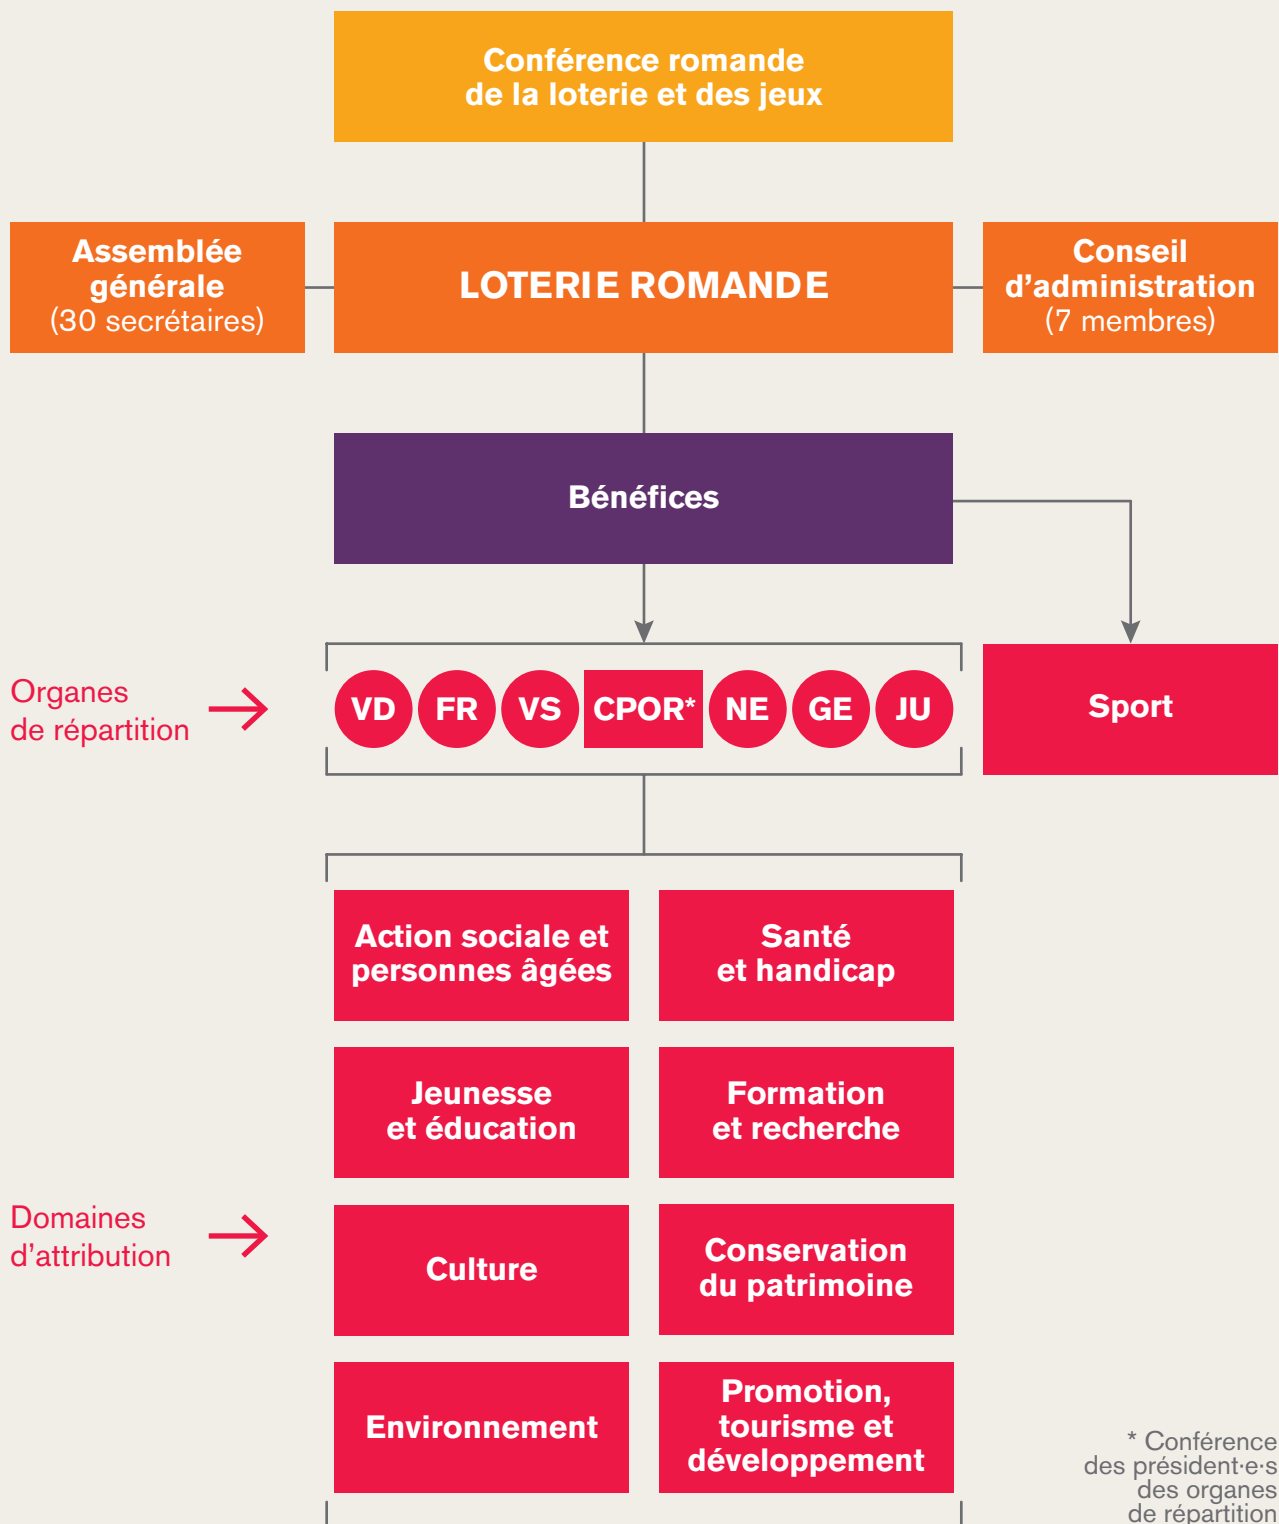 Conférence romande
de la loterie et des jeux
Assemblée
générale
(30 secrétaires)
LOTERIE ROMANDE
Conseil
d’administration
(7 membres)
Bénéfices
Organes
de répartition
VD FR VS CPOR* NE GE JU
Sport
Action sociale et
personnes âgées
Santé
et handicap
Jeunesse
et éducation
Formation
et recherche
Domaines
d’attribution
Culture
Conservation
du patrimoine
Environnement
Promotion,
tourisme et
développement
* Conférence
des président·e·s
des organes
de répartition